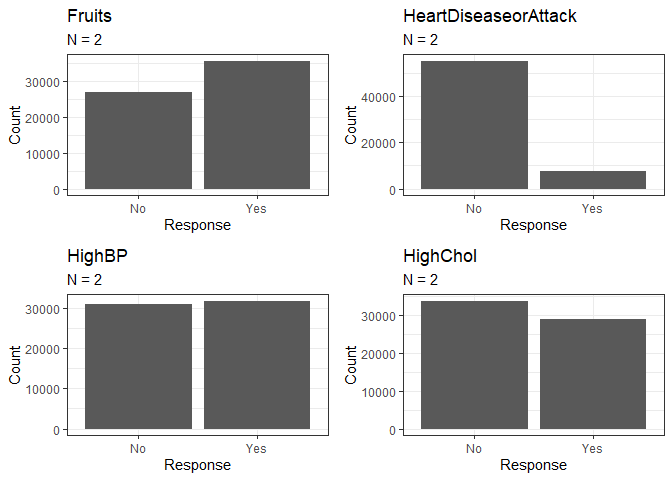 Fruits
N = 2
Count
30000
20000
10000
0
No Yes
Response
HeartDiseaseorAttack
N = 2
Count
40000
20000
0
No Yes
Response
HighBP
N = 2
Count
30000
20000
10000
0
No Yes
Response
HighChol
N = 2
Count
30000
20000
10000
0
No Yes
Response